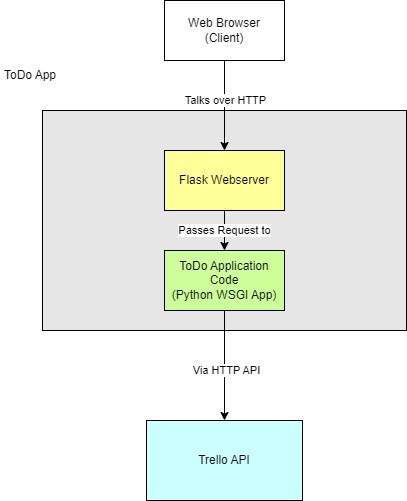 Web Browser
(Client)
ToDo App
Talks over HTTP
Flask Webserver
Passes Request to
ToDo Application
Code
(Python WSGI App)
Via HTTP API
Trello API